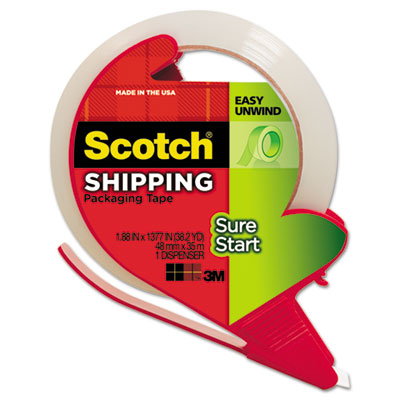 MADE IN THE USA
EASY
UNWIND
Scotch
SHIPPING
Packaging Tape
Sure
Start
1.88 IN x 1377 IN (38.2 YD)
48 mm x 35 m
1 DISPENSER
3M